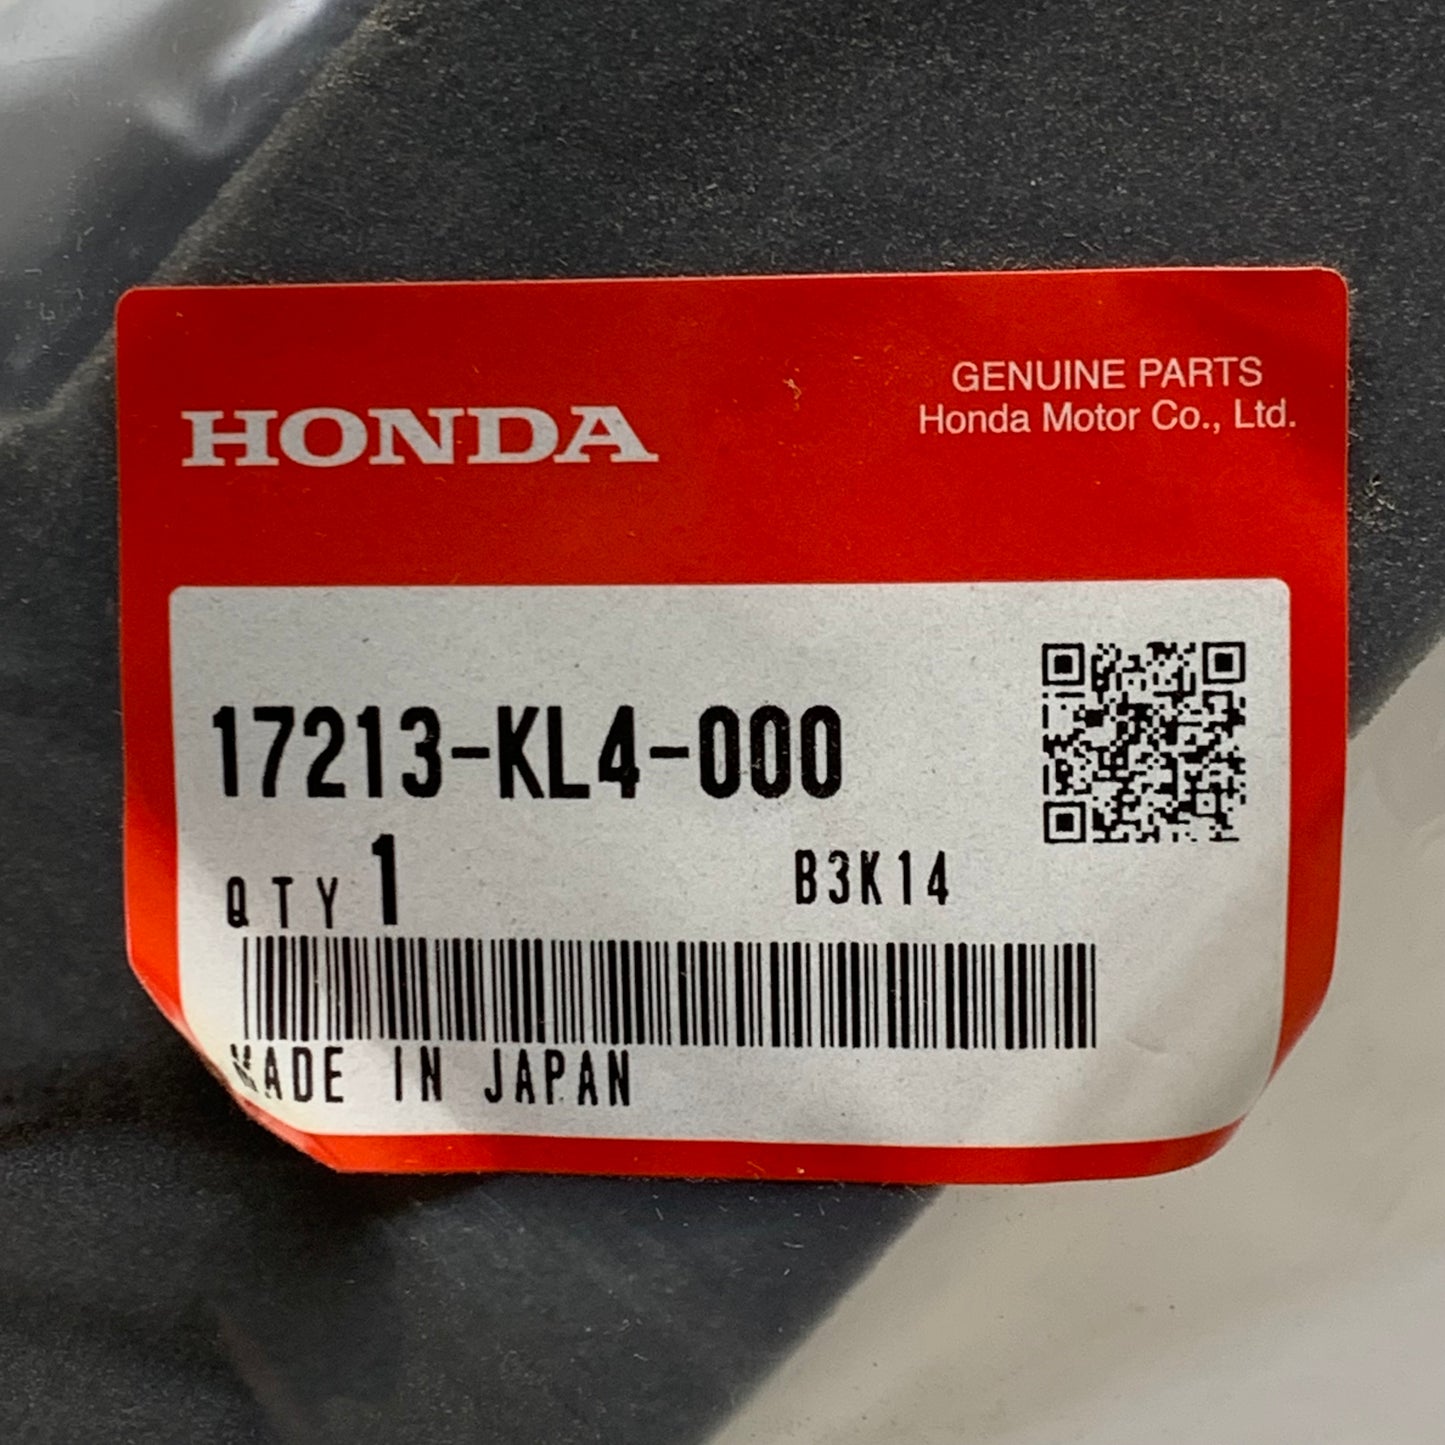 HONDA
GENUINE PARTS
Honda Motor Co., Ltd.
17213-KL4-000
QTY 1
B3K14
MADE IN JAPAN